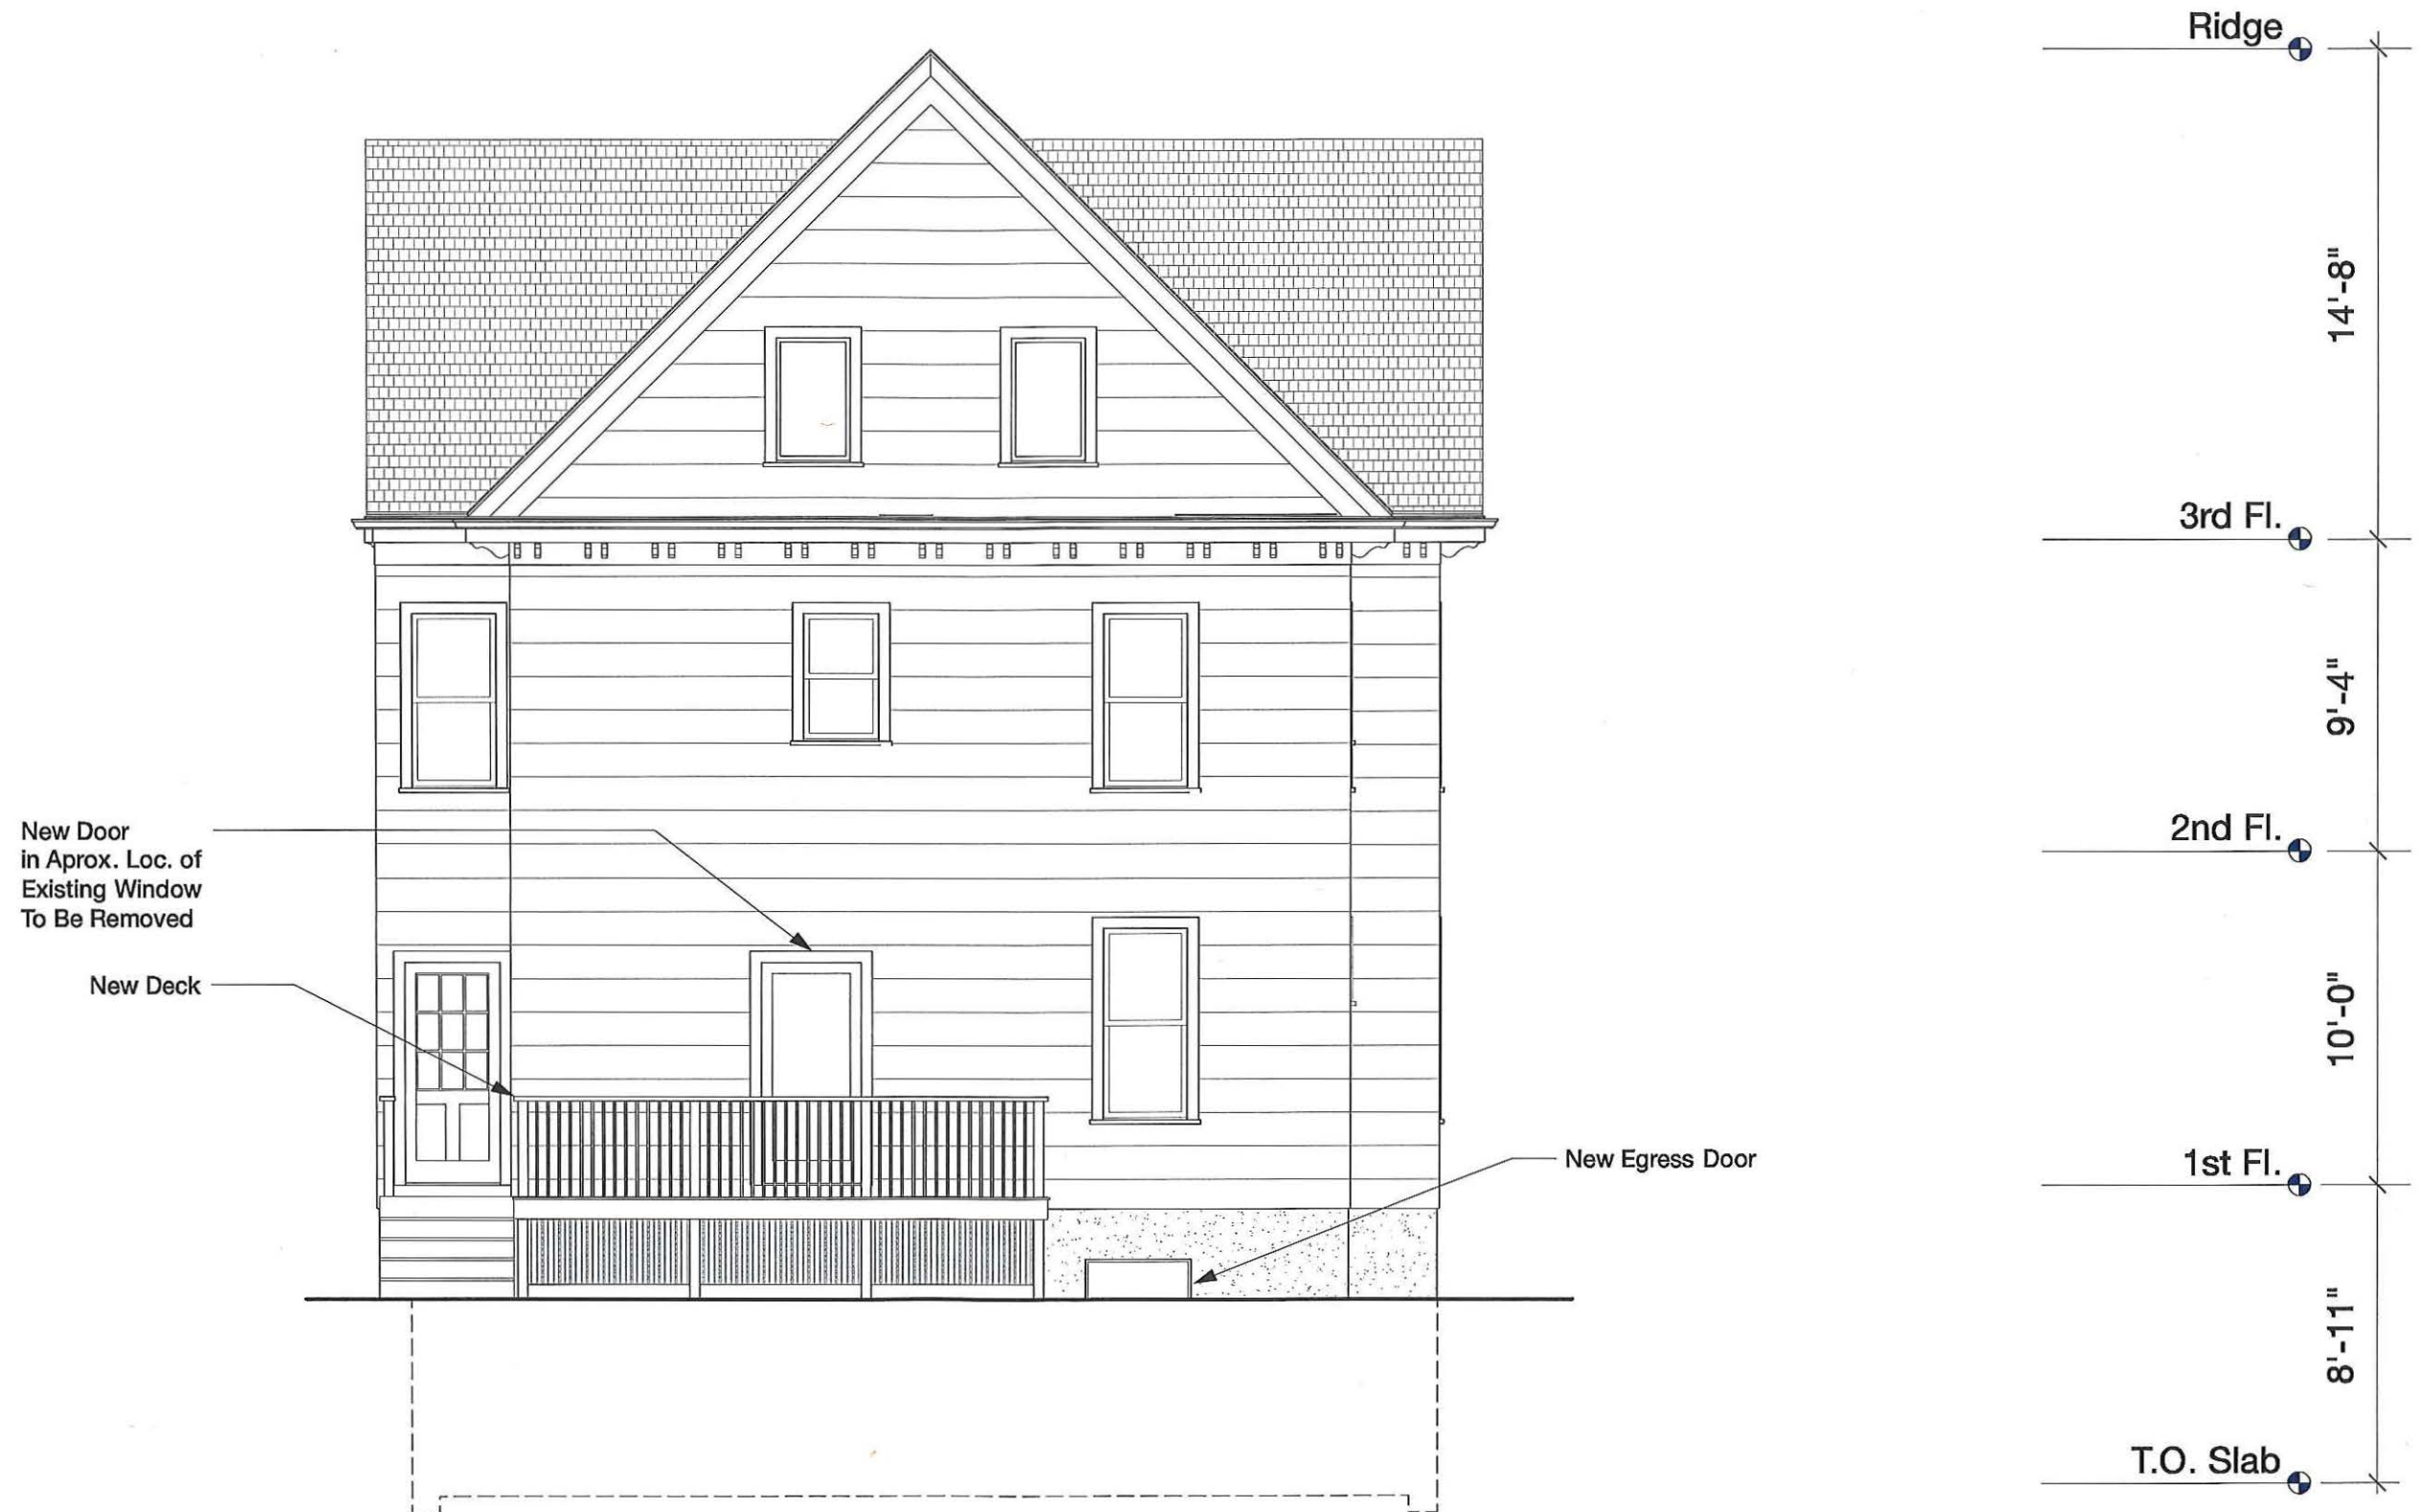 Ridge
14'-8"
3rd Fl.
9'-4"
New Door
in Aprox. Loc. of
Existing Window
To Be Removed
2nd Fl.
New Deck
10'-0"
New Egress Door
1st Fl.
8'-11"
T.O. Slab